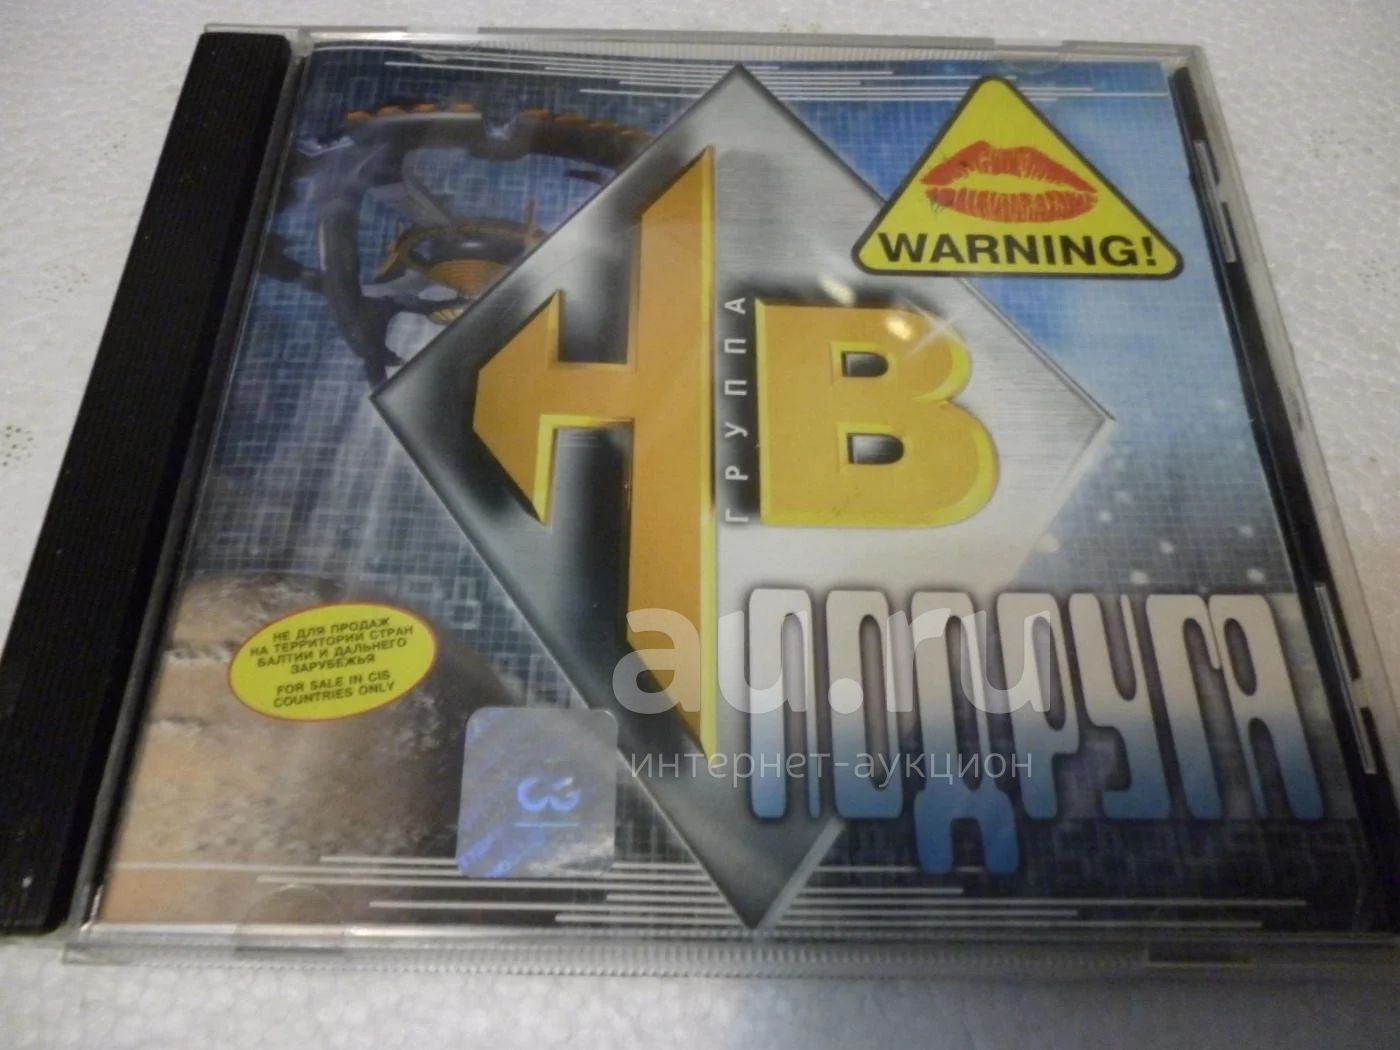 WARNING!
НВ
ГРУППА
ПОДРУГА
НЕ ДЛЯ ПРОДАЖ
НА ТЕРРИТОРИИ СТРАН
БАЛТИИ И ДАЛЬНЕГО
ЗАРУБЕЖЬЯ
FOR SALE IN CIS
COUNTRIES ONLY
au.ru
интернет-аукцион